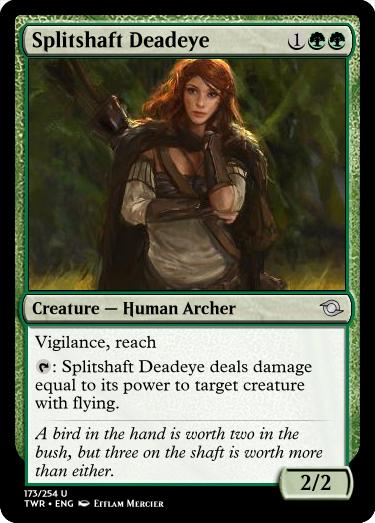 Splitshaft Deadeye 1
Creature — Human Archer
Vigilance, reach
: Splitshaft Deadeye deals damage
equal to its power to target creature
with flying.
A bird in the hand is worth two in the
bush, but three on the shaft is worth more
than either.
2/2
173/254 U
TWR • ENG Efflam Mercier